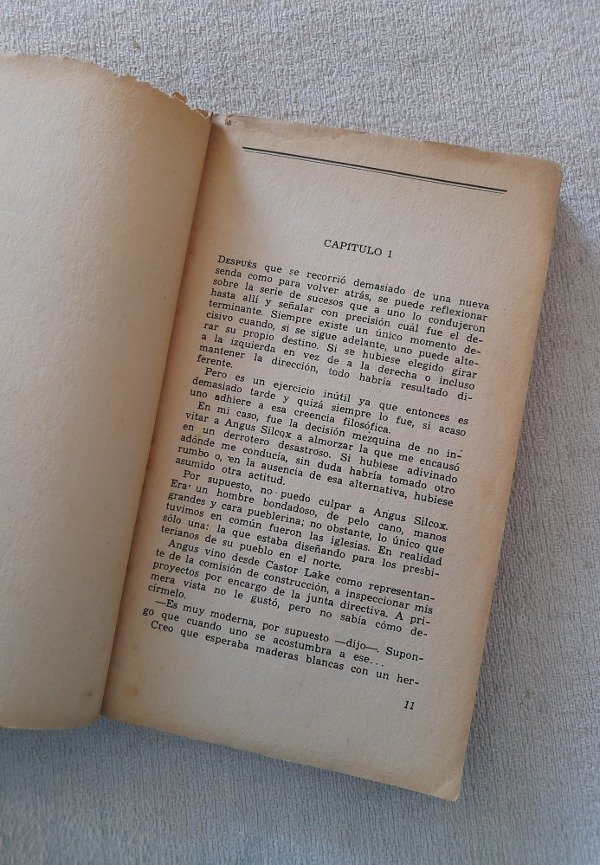 CAPÍTULO 1
DESPUÉS que se recorrió demasiado de una nueva
senda como para volver atrás, se puede reflexionar
sobre la serie de sucesos que a uno lo condujeron
hasta allí y señalar con precisión cuál fue el de-
terminante. Siempre existe un único momento de-
cisivo cuando, si se sigue adelante, uno puede alte-
rar su propio destino. Si se hubiese elegido girar
a la izquierda en vez de a la derecha o incluso
mantener la dirección, todo habría resultado di-
ferente.
Pero es un ejercicio inútil ya que entonces es
demasiado tarde y quizá siempre lo fue, si acaso
uno adhiere a esa creencia filosófica.
En mi caso, fue la decisión mezquina de no in-
vitar a Angus Silcox a almorzar la que me encausó
en un derrotero desastroso. Si hubiese adivinado
adónde me conducía, sin duda habría tomado otro
rumbo o, en la ausencia de esa alternativa, hubiese
asumido otra actitud.
Por supuesto, no puedo culpar a Angus Silcox.
Era un hombre bondadoso, de pelo cano, manos
grandes y cara pueblerina; no obstante, lo único que
tuvimos en común fueron las iglesias. En realidad
sólo una: la que estaba diseñando para los presbi-
terianos de su pueblo en el norte.
Angus vino desde Castor Lake como representan-
te de la comisión de construcción, a inspeccionar mis
proyectos por encargo de la junta directiva. A pri-
mera vista no le gustó, pero no sabía cómo de-
círmelo.
—Es muy moderna, por supuesto —dijo—. Supon-
go que cuando uno se acostumbra a ese...
Creo que esperaba maderas blancas con un her-
11